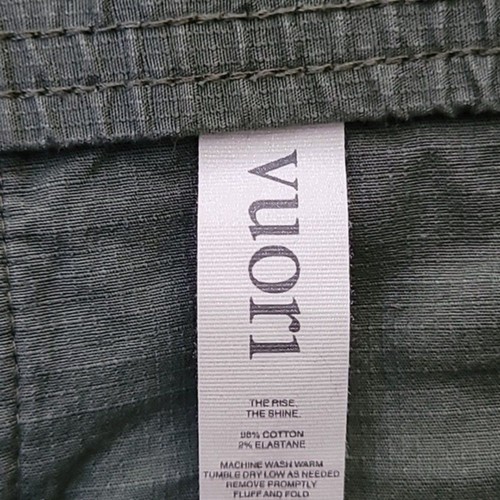 vuori
THE RISE.
THE SHINE.
98% COTTON
2% ELASTANE
MACHINE WASH WARM
TUMBLE DRY LOW AS NEEDED
REMOVE PROMPTLY
FLUFF AND FOLD